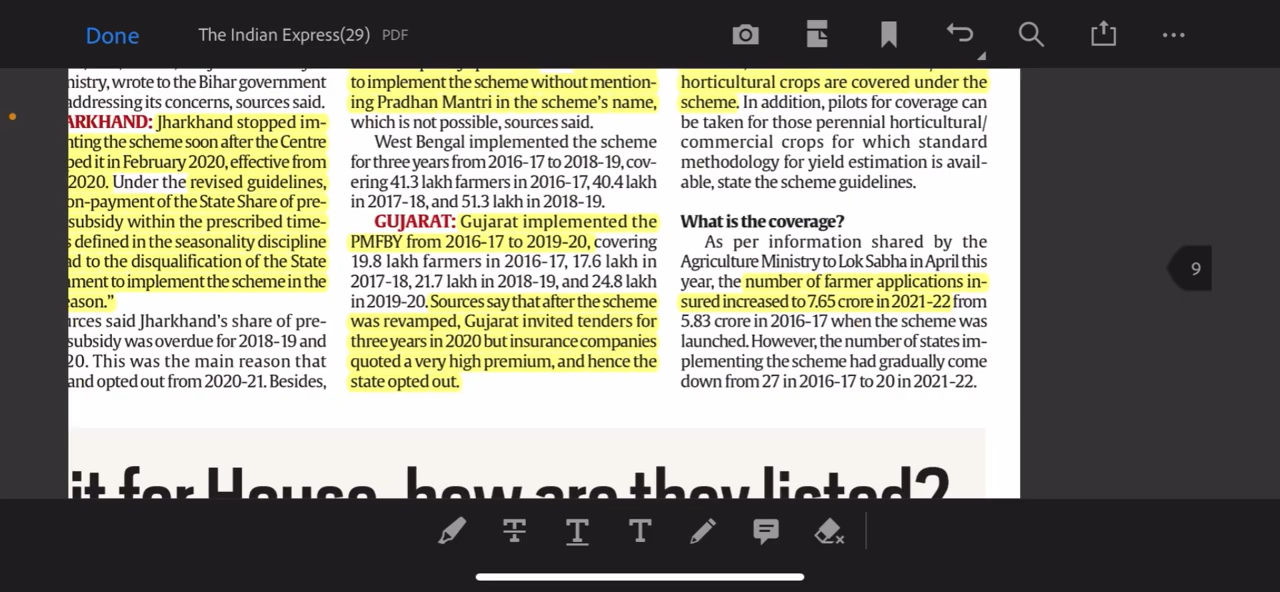 Done
The Indian Express(29) PDF
nistry, wrote to the Bihar government
addressing its concerns, sources said.
ARKHAND: Jharkhand stopped im-
nting the scheme soon after the Centre
ped it in February 2020, effective from
2020. Under the revised guidelines,
on-payment of the State Share of pre-
subsidy within the prescribed time-
s defined in the seasonality discipline
ad to the disqualification of the State
nment to implement the scheme in the
eason.”
urces said Jharkhand’s share of pre-
subsidy was overdue for 2018-19 and
20. This was the main reason that
and opted out from 2020-21. Besides,
to implement the scheme without mention-
ing Pradhan Mantri in the scheme’s name,
which is not possible, sources said.
West Bengal implemented the scheme
for three years from 2016-17 to 2018-19, cov-
ering 41.3 lakh farmers in 2016-17, 40.4 lakh
in 2017-18, and 51.3 lakh in 2018-19.
GUJARAT: Gujarat implemented the
PMFBY from 2016-17 to 2019-20, covering
19.8 lakh farmers in 2016-17, 17.6 lakh in
2017-18, 21.7 lakh in 2018-19, and 24.8 lakh
in 2019-20. Sources say that after the scheme
was revamped, Gujarat invited tenders for
three years in 2020 but insurance companies
quoted a very high premium, and hence the
state opted out.
horticultural crops are covered under the
scheme. In addition, pilots for coverage can
be taken for those perennial horticultural/
commercial crops for which standard
methodology for yield estimation is avail-
able, state the scheme guidelines.
What is the coverage?
As per information shared by the
Agriculture Ministry to Lok Sabha in April this
year, the number of farmer applications in-
sured increased to 7.65 crore in 2021-22 from
5.83 crore in 2016-17 when the scheme was
launched. However, the number of states im-
plementing the scheme had gradually come
down from 27 in 2016-17 to 20 in 2021-22.
9
it for House, how are they listed?